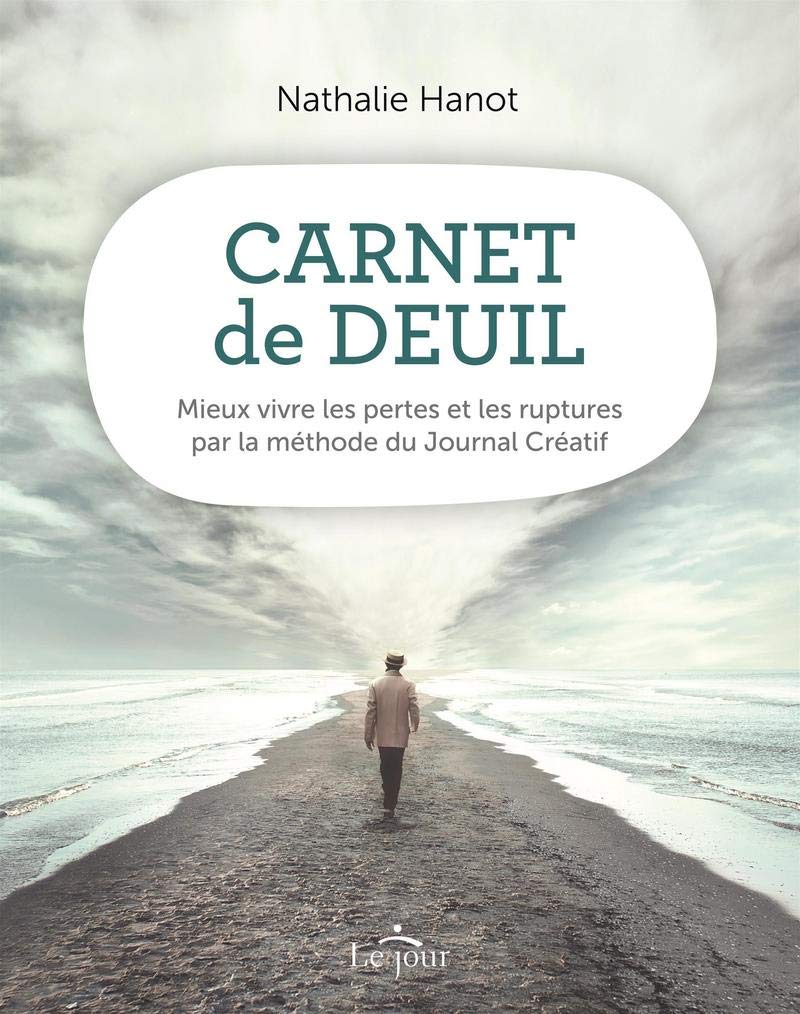 Nathalie Hanot
CARNET
de DEUIL
Mieux vivre les pertes et les ruptures
par la méthode du Journal Créatif
Le jour